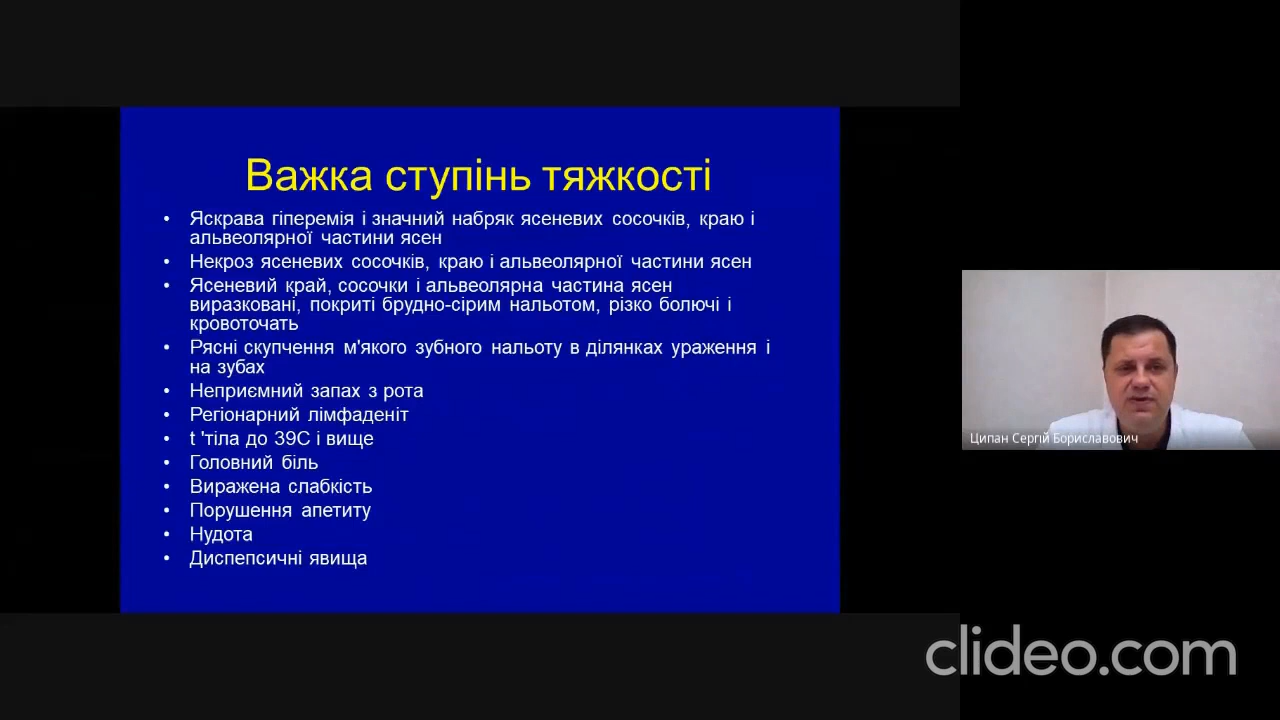 Важка ступінь тяжкості
• Яскрава гіперемія і значний набряк ясеневих сосочків, краю і
альвеолярної частини ясен
• Некроз ясеневих сосочків, краю і альвеолярної частини ясен
• Ясеневий край, сосочки і альвеолярна частина ясен
виразковані, покриті брудно-сірим нальотом, різко болючі і
кровоточать
• Рясні скупчення м'якого зубного нальоту в ділянках ураження і
на зубах
• Неприємний запах з рота
• Регіонарний лімфаденіт
• t 'тіла до 39С і вище
• Головний біль
• Виражена слабкість
• Порушення апетиту
• Нудота
• Диспепсичні явища
Ципан Сергій Бориславович
clideo.com